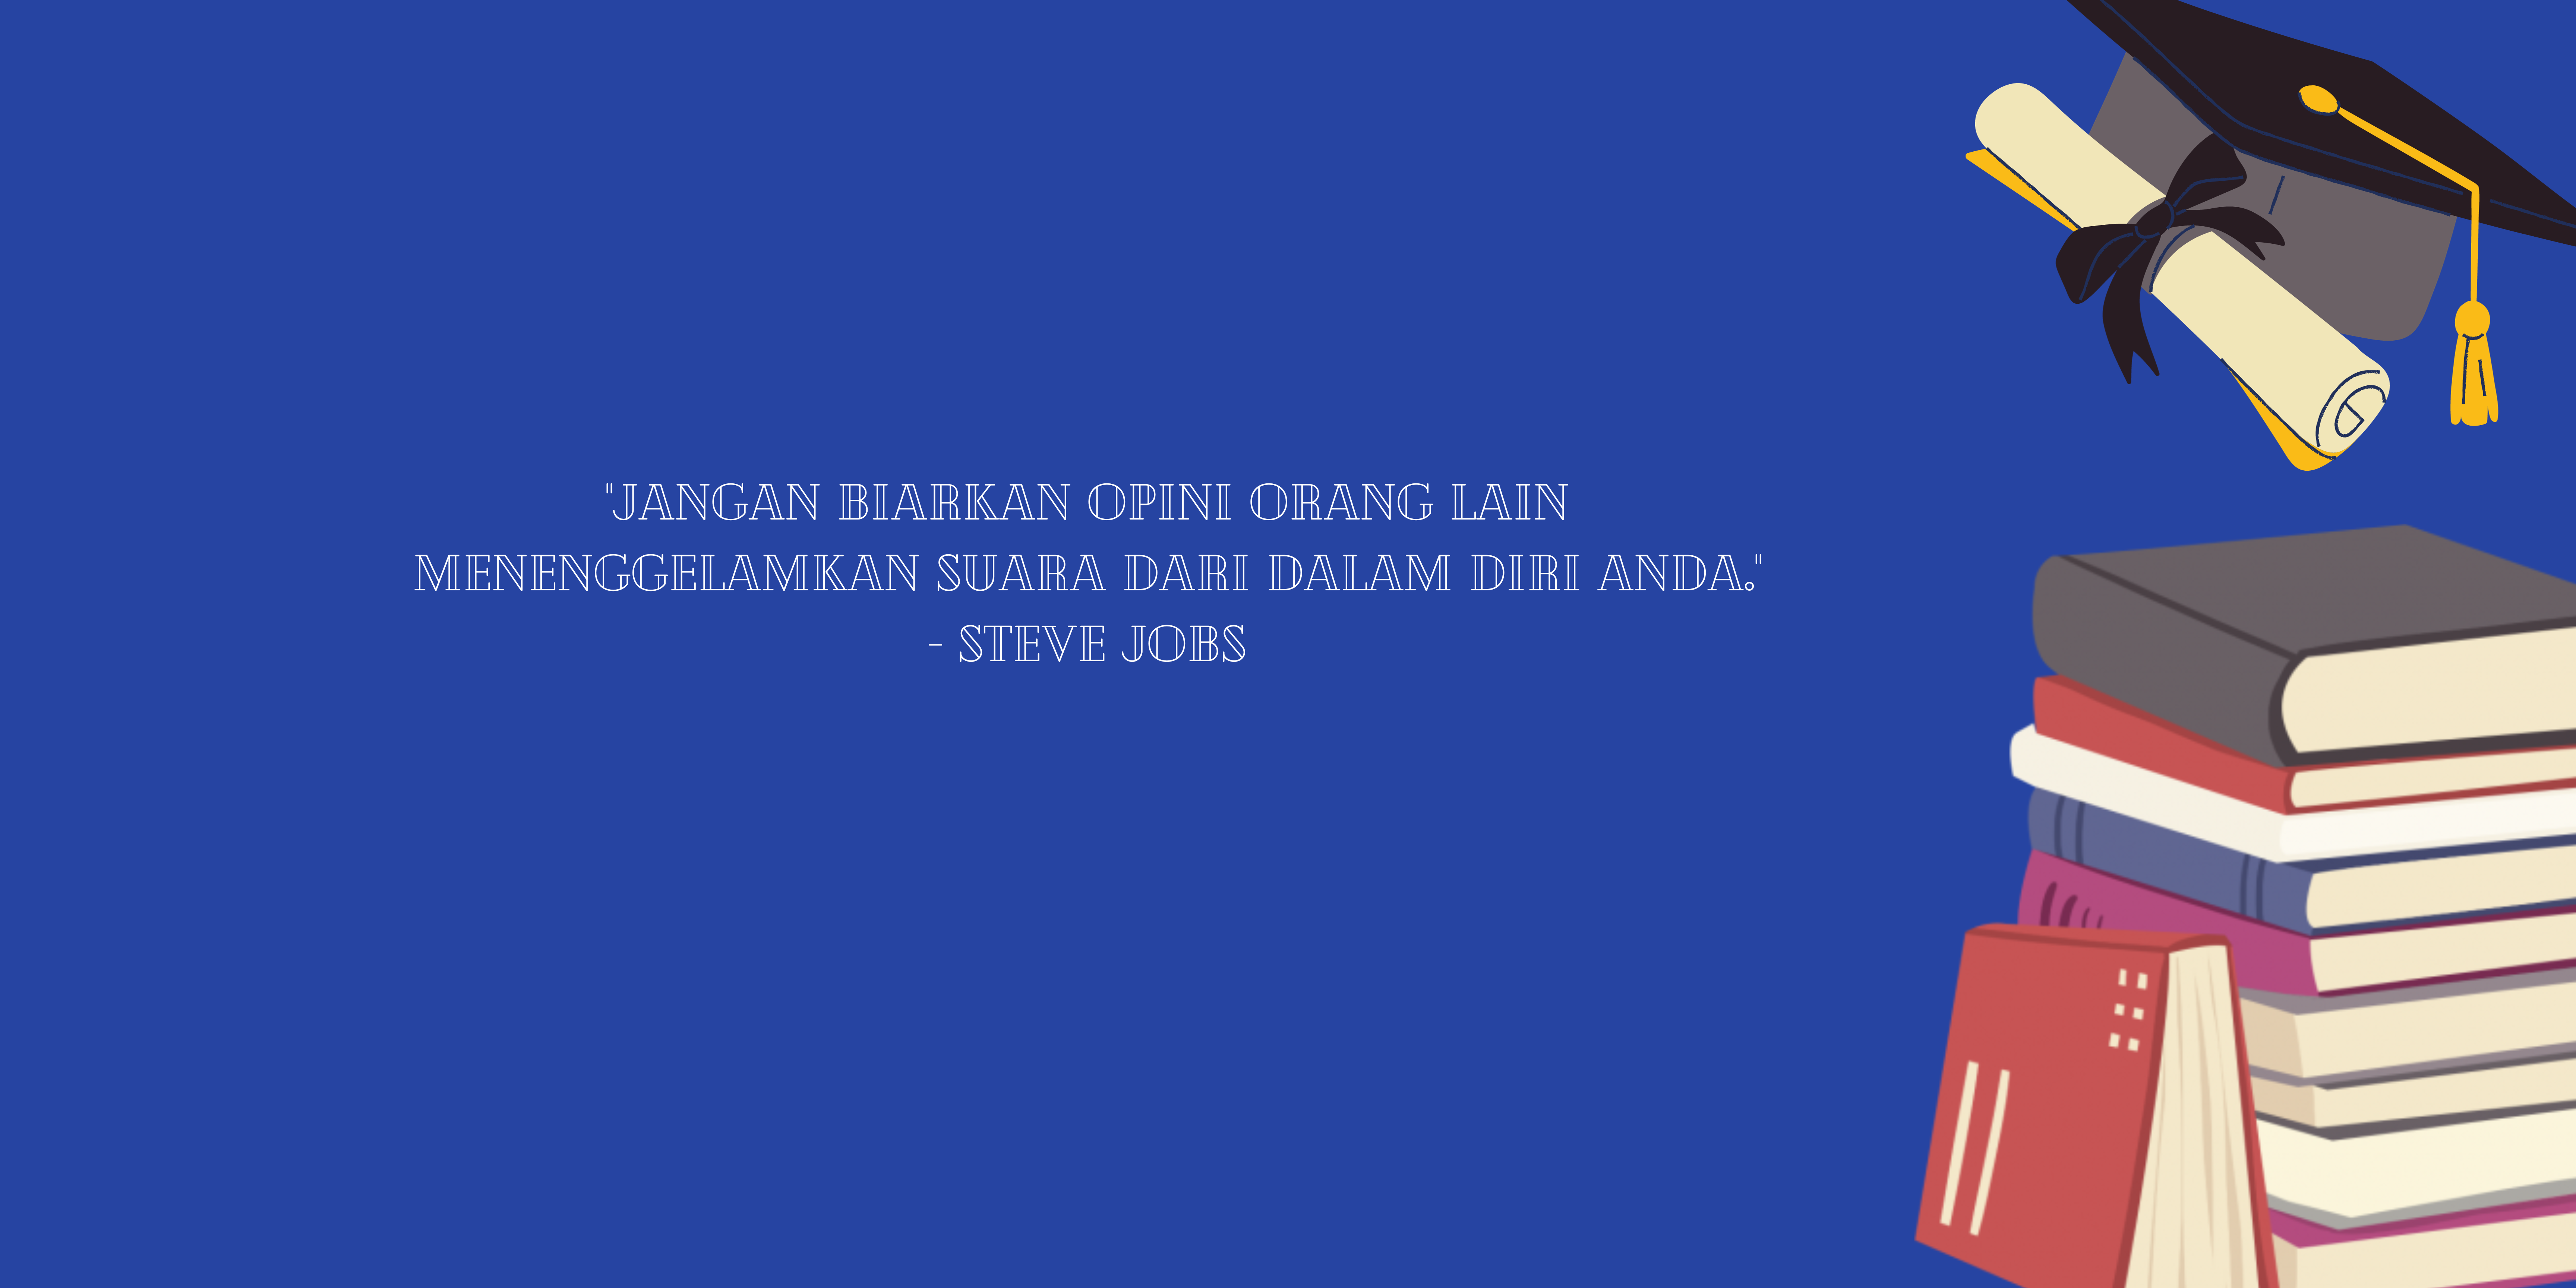 "JANGAN BIARKAN OPINI ORANG LAIN
MENENGGELAMKAN SUARA DARI DALAM DIRI ANDA."
- STEVE JOBS